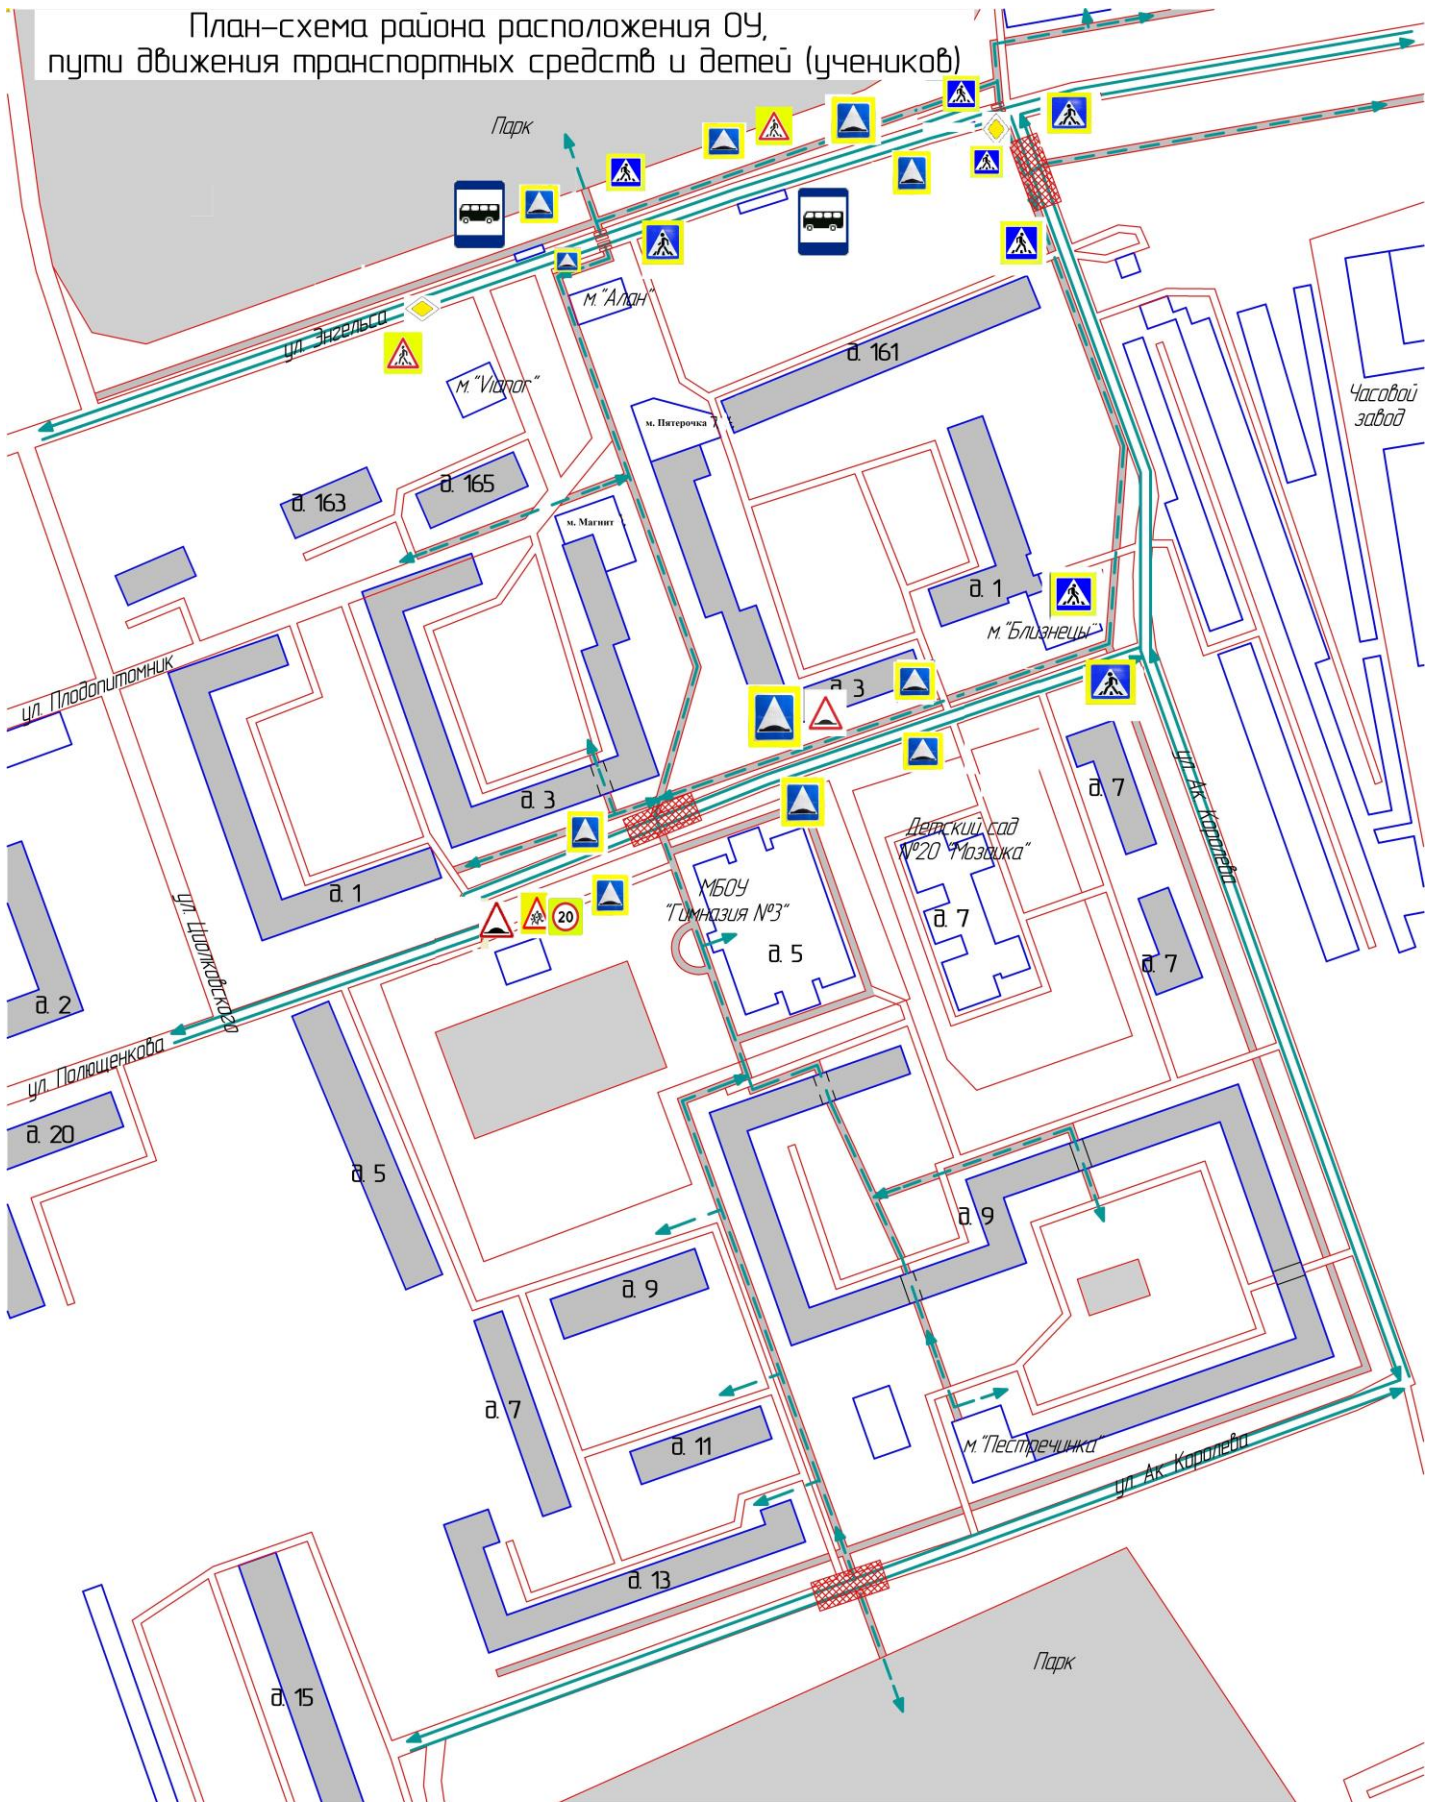 План-схема района расположения ОУ,
пути движения транспортных средств и детей (учеников)
Парк
м. "Алан"
ул. Энгельса
д. 161
м. "Vianor"
Часовой
завод
м. Пятерочка
д. 165
д. 163
м. Магнит
д. 1
м. "Близнецы"
ул. Плодопитомник
д. 3
ул. Ак. Королева
д. 7
д. 3
Детский сад
№20 "Мозаика"
МБОУ
"Гимназия №3"
д. 1
20
д. 7
д. 5
д. 7
ул. Циолковского
д. 2
ул. Полющенкова
д. 20
д. 5
д. 9
д. 9
д. 7
д. 11
м. "Пестречинка"
ул. Ак. Королева
д. 13
Парк
д. 15